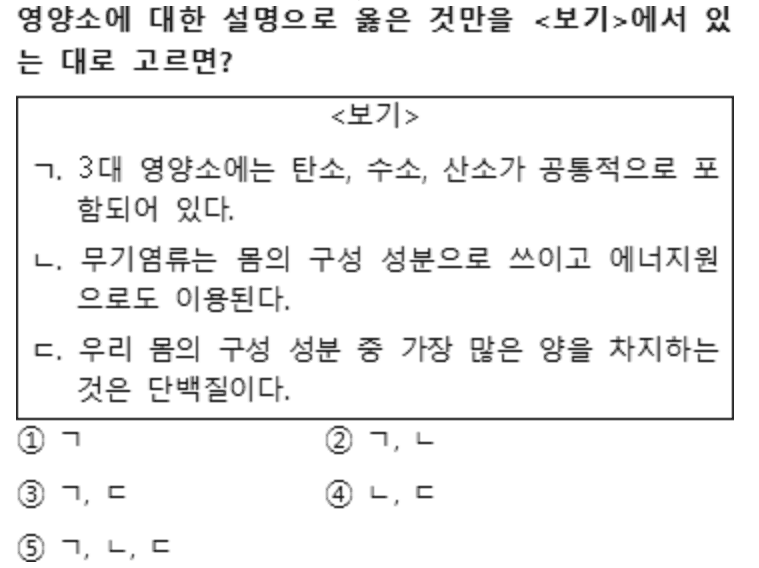 영양소에 대한 설명으로 옳은 것만을 <보기>에서 있
는 대로 고르면?
<보기>
ㄱ. 3대 영양소에는 탄소, 수소, 산소가 공통적으로 포
함되어 있다.
ㄴ. 무기염류는 몸의 구성 성분으로 쓰이고 에너지원
으로도 이용된다.
ㄷ. 우리 몸의 구성 성분 중 가장 많은 양을 차지하는
것은 단백질이다.
① ㄱ ② ㄱ, ㄴ
③ ㄱ, ㄷ ④ ㄴ, ㄷ
⑤ ㄱ, ㄴ, ㄷ